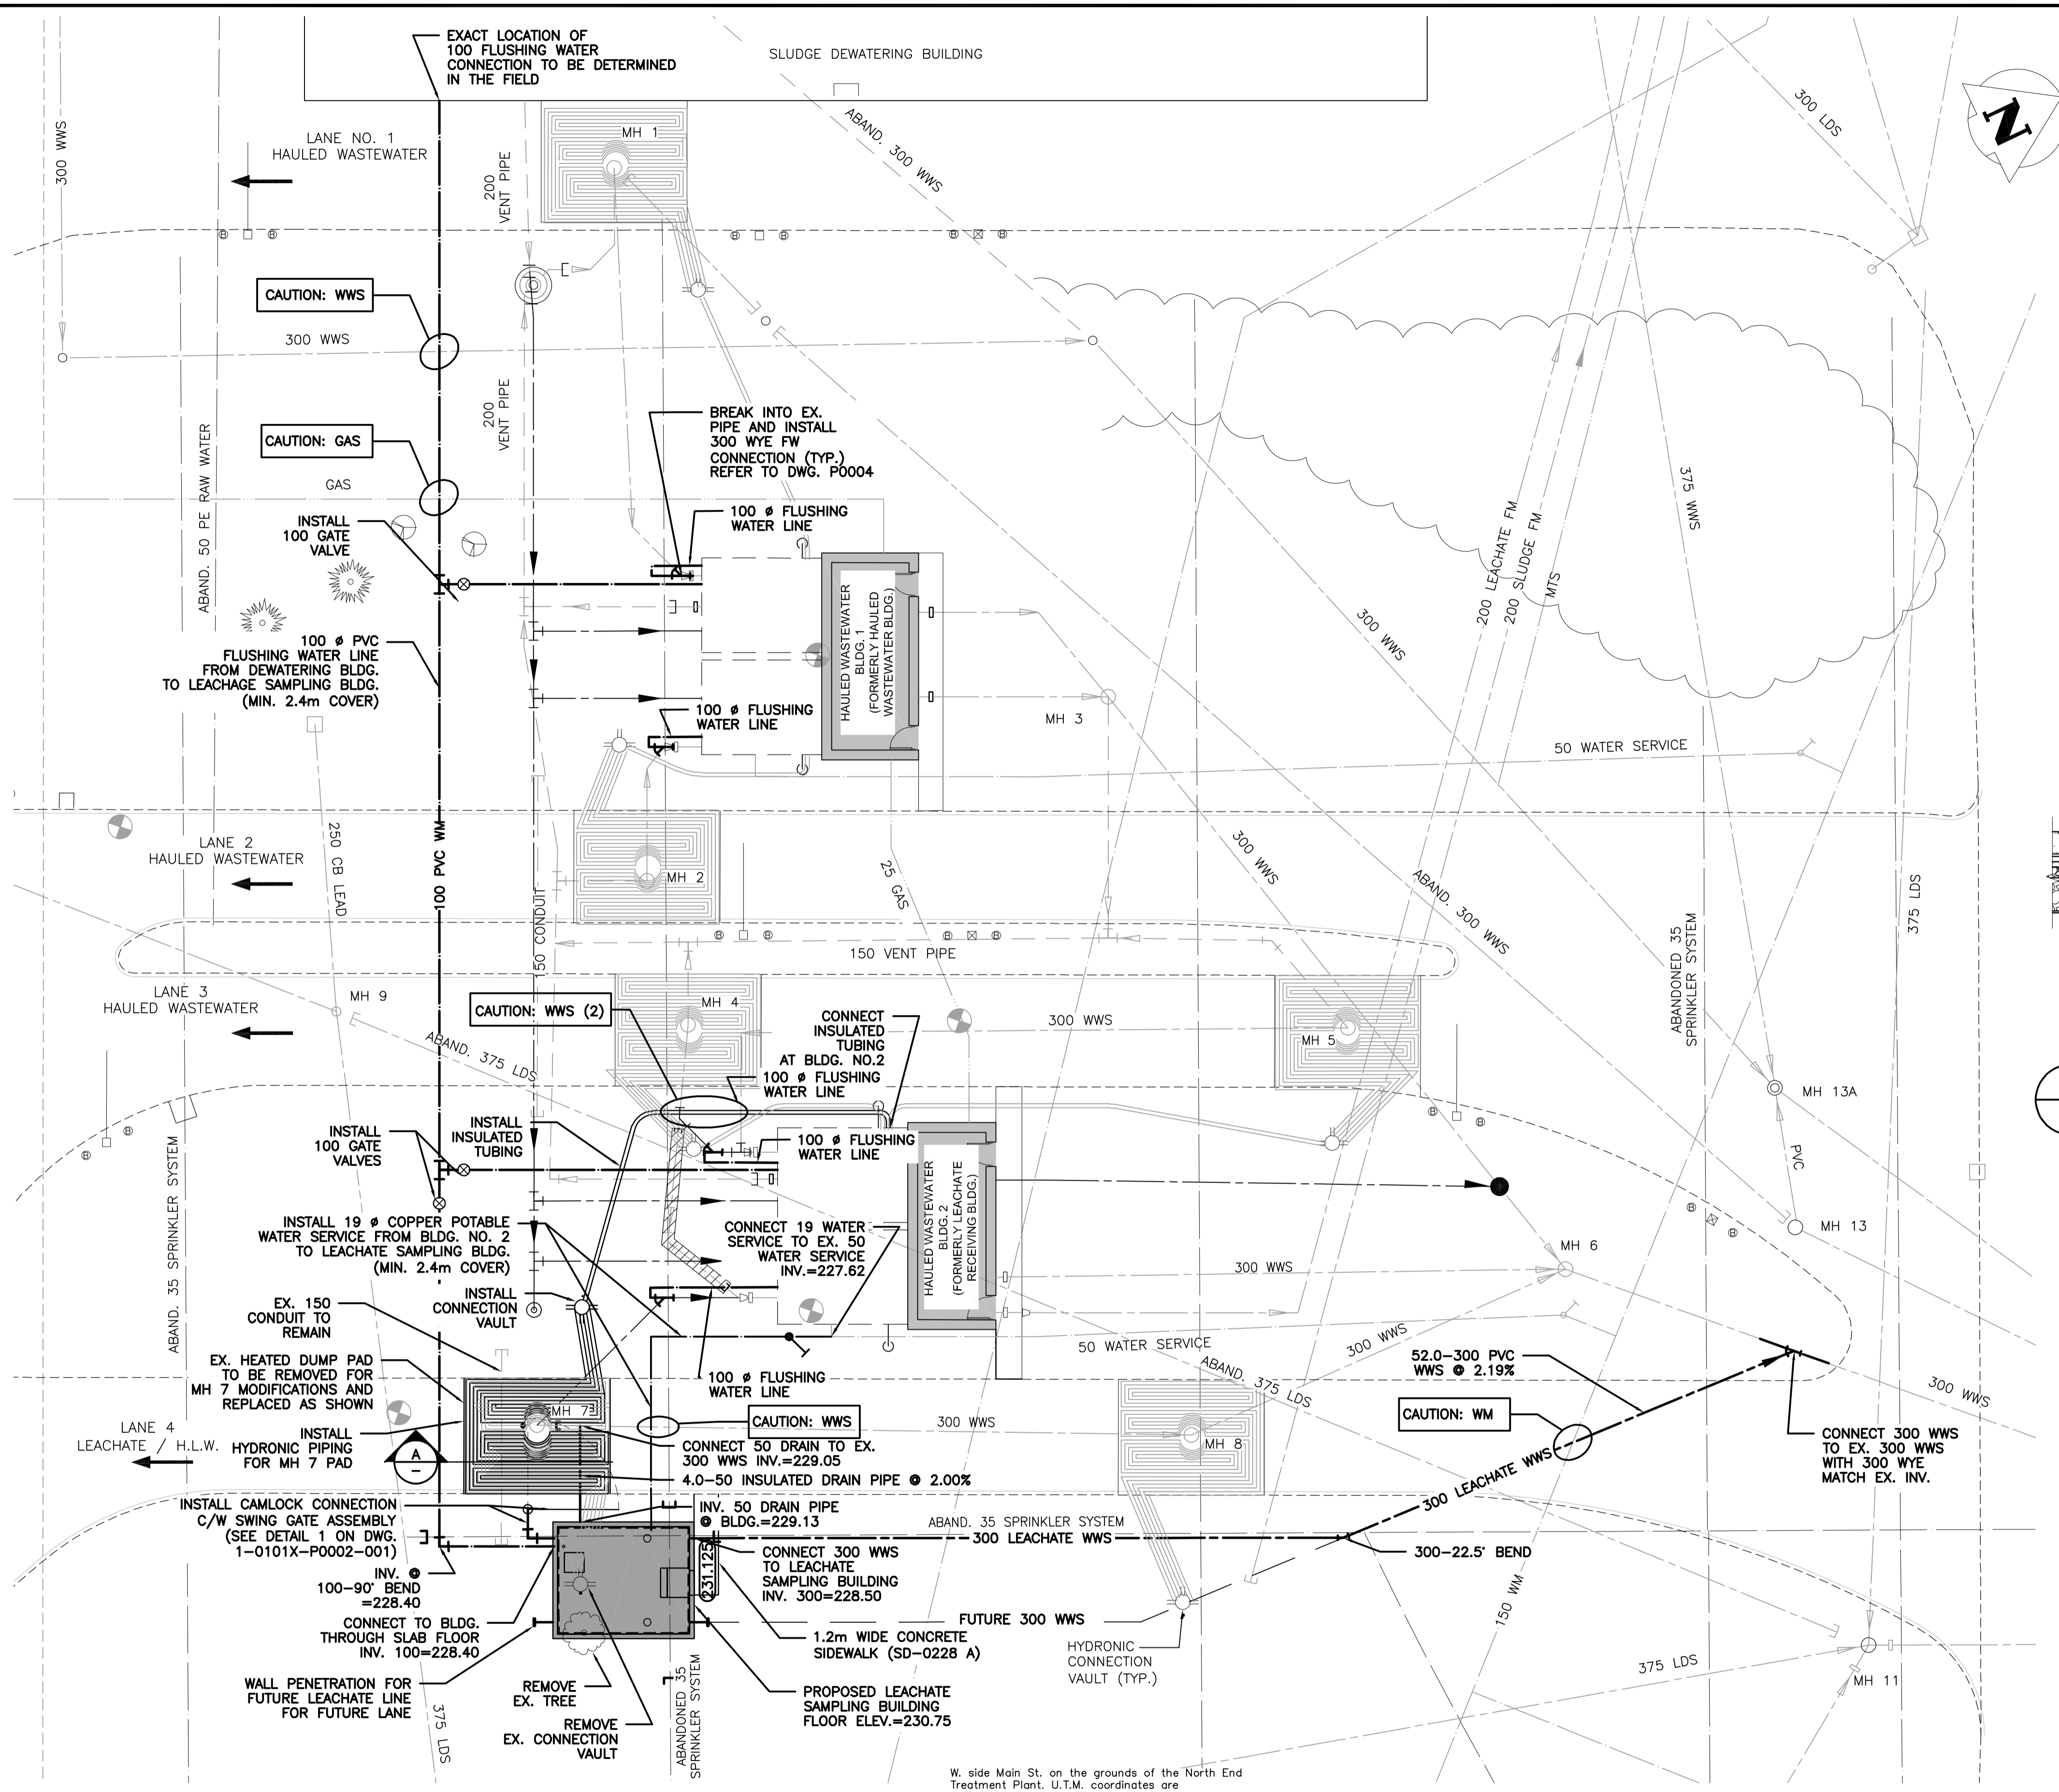 EXACT LOCATION OF
100 FLUSHING WATER
CONNECTION TO BE DETERMINED
IN THE FIELD
SLUDGE DEWATERING BUILDING
N
300 LDS
300 WWS
LANE NO. 1
HAULED WASTEWATER
200
VENT PIPE
MH 1
ABAND. 300 WWS
CAUTION: WWS
300 WWS
200
VENT PIPE
ABAND. 50 PE RAW WATER
CAUTION: GAS
GAS
BREAK INTO EX.
PIPE AND INSTALL
300 WYE FW
CONNECTION (TYP.)
REFER TO DWG. P0004
375 WWS
INSTALL
100 GATE
VALVE
100 ø FLUSHING
WATER LINE
200 LEACHATE FM
200 SLUDGE FM
MTS
HAULED WASTEWATER
BLDG. 1
(FORMERLY HAULED
WASTEWATER BLDG.)
300 WWS
100 ø PVC
FLUSHING WATER LINE
FROM DEWATERING BLDG.
TO LEACHAGE SAMPLING BLDG.
(MIN. 2.4m COVER)
100 ø FLUSHING
WATER LINE
MH 3
50 WATER SERVICE
LANE 2
HAULED WASTEWATER
250 CB LEAD
100 PVC WM
150 CONDUIT
MH 2
25 GAS
300 WWS
ABAND. 300 WWS
ABANDONED 35
SPRINKLER SYSTEM
375 LDS
150 VENT PIPE
LANE 3
HAULED WASTEWATER
MH 9
CAUTION: WWS (2)
MH 4
CONNECT
INSULATED
TUBING
AT BLDG. NO.2
300 WWS
MH 5
ABAND. 375 LDS
100 ø FLUSHING
WATER LINE
MH 13A
ABAND. 35 SPRINKLER SYSTEM
INSTALL
100 GATE
VALVES
INSTALL
INSULATED
TUBING
100 ø FLUSHING
WATER LINE
PVC
HAULED WASTEWATER
BLDG. 2
(FORMERLY LEACHATE
RECEIVING BLDG.)
INSTALL 19 ø COPPER POTABLE
WATER SERVICE FROM BLDG. NO. 2
TO LEACHATE SAMPLING BLDG.
(MIN. 2.4m COVER)
CONNECT 19 WATER
SERVICE TO EX. 50
WATER SERVICE
INV.=227.62
MH 13
MH 6
300 WWS
INSTALL
CONNECTION
VAULT
EX. 150
CONDUIT TO
REMAIN
50 WATER SERVICE
300 WWS
EX. HEATED DUMP PAD
TO BE REMOVED FOR
MH 7 MODIFICATIONS AND
REPLACED AS SHOWN
100 ø FLUSHING
WATER LINE
ABAND. 375 LDS
52.0-300 PVC
WWS @ 2.19%
300 WWS
LANE 4
LEACHATE / H.L.W.
INSTALL
HYDRONIC PIPING
FOR MH 7 PAD
A
–
MH 7
CAUTION: WWS
300 WWS
MH 8
CAUTION: WM
CONNECT 300 WWS
TO EX. 300 WWS
WITH 300 WYE
MATCH EX. INV.
CONNECT 50 DRAIN TO EX.
300 WWS INV.=229.05
4.0-50 INSULATED DRAIN PIPE @ 2.00%
300 LEACHATE WWS
INSTALL CAMLOCK CONNECTION
C/W SWING GATE ASSEMBLY
(SEE DETAIL 1 ON DWG.
1-0101X-P0002-001)
INV. 50 DRAIN PIPE
@ BLDG.=229.13
ABAND. 35 SPRINKLER SYSTEM
300 LEACHATE WWS
231.125
CONNECT 300 WWS
TO LEACHATE
SAMPLING BUILDING
INV. 300=228.50
300-22.5° BEND
INV. @
100-90° BEND
=228.40
150 WM
CONNECT TO BLDG.
THROUGH SLAB FLOOR
INV. 100=228.40
FUTURE 300 WWS
1.2m WIDE CONCRETE
SIDEWALK (SD-0228 A)
HYDRONIC
CONNECTION
VAULT (TYP.)
375 LDS
MH 11
WALL PENETRATION FOR
FUTURE LEACHATE LINE
FOR FUTURE LANE
375 LDS
REMOVE
EX. TREE
REMOVE
EX. CONNECTION
VAULT
ABANDONED 35
SPRINKLER SYSTEM
PROPOSED LEACHATE
SAMPLING BUILDING
FLOOR ELEV.=230.75
W. side Main St. on the grounds of the North End
Treatment Plant. U.T.M. coordinates are